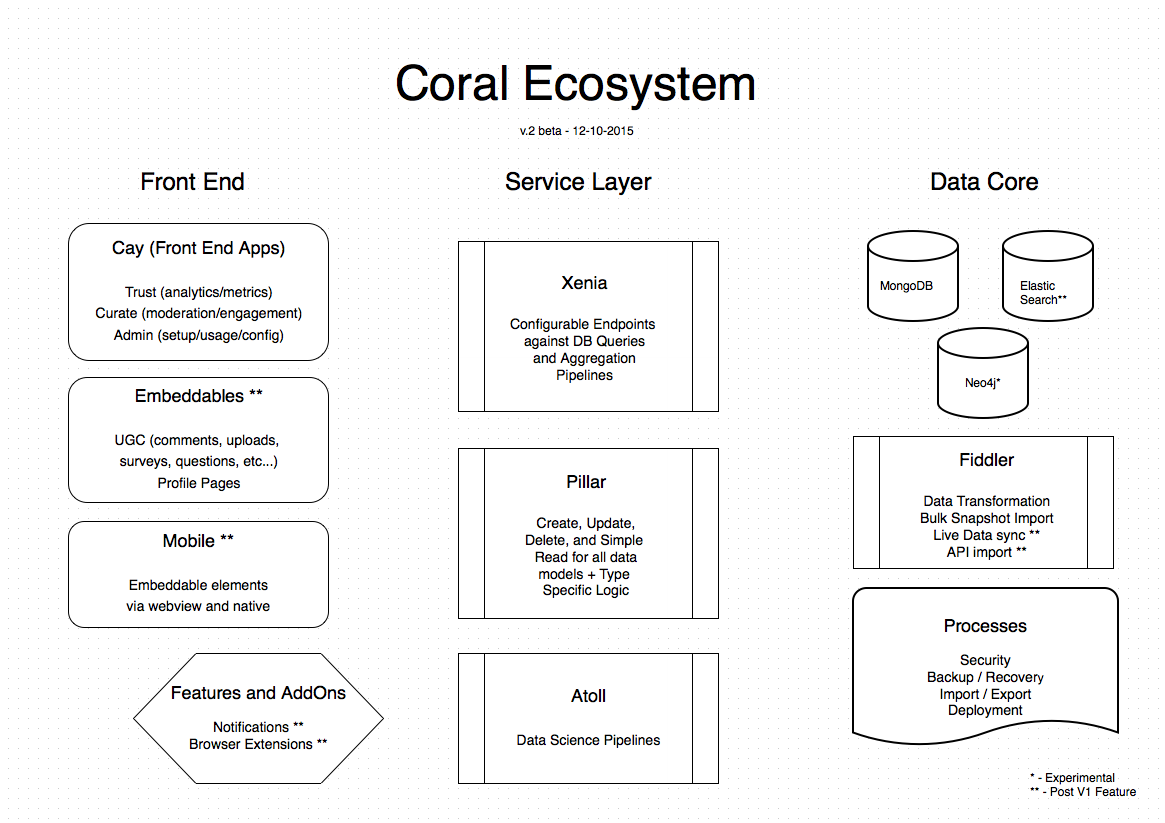 Coral Ecosystem
v.2 beta - 12-10-2015
Front End
Cay (Front End Apps)
Trust (analytics/metrics)
Curate (moderation/engagement)
Admin (setup/usage/config)
Embeddables **
UGC (comments, uploads,
surveys, questions, etc...)
Profile Pages
Mobile **
Embeddable elements
via webview and native
Features and AddOns
Notifications **
Browser Extensions **
Service Layer
Xenia
Configurable Endpoints
against DB Queries
and Aggregation
Pipelines
Pillar
Create, Update,
Delete, and Simple
Read for all data
models + Type
Specific Logic
Atoll
Data Science Pipelines
Data Core
MongoDB
Elastic
Search**
Neo4j*
Fiddler
Data Transformation
Bulk Snapshot Import
Live Data sync **
API import **
Processes
Security
Backup / Recovery
Import / Export
Deployment
* - Experimental
** - Post V1 Feature